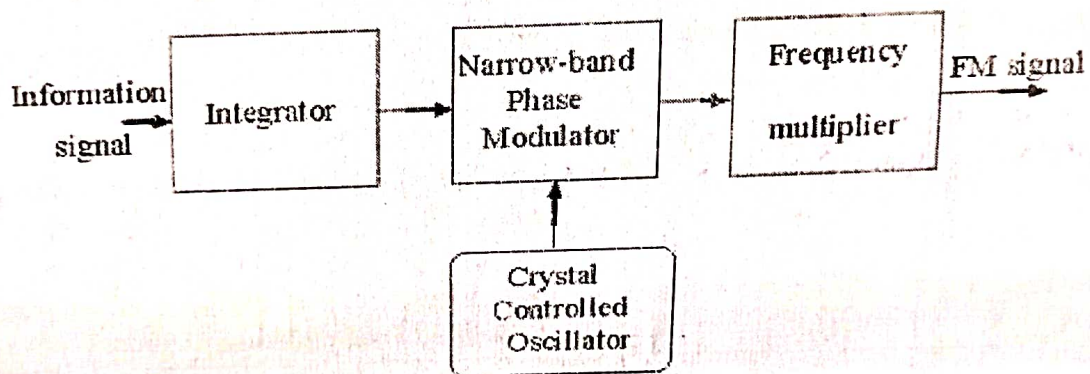 Information
signal
Integrator
Narrow-band
Phase
Modulator
Frequency
multiplier
FM signal
Crystal
Controlled
Oscillator